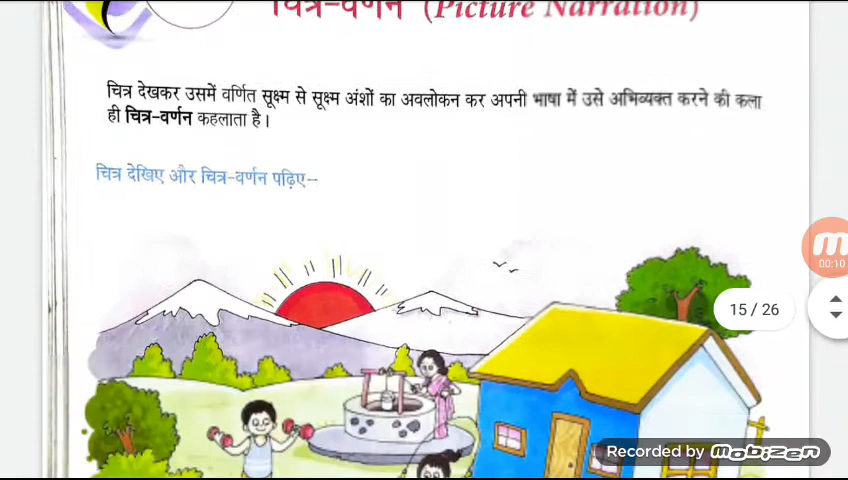 चित्र-वर्णन (Picture Narration)
चित्र देखकर उसमें वर्णित सूक्ष्म से सूक्ष्म अंशों का अवलोकन कर अपनी भाषा में उसे अभिव्यक्त करने की कला
ही चित्र-वर्णन कहलाता है।
चित्र देखिए और चित्र-वर्णन पढ़िए–
00:10
15 / 26
Recorded by mobizen